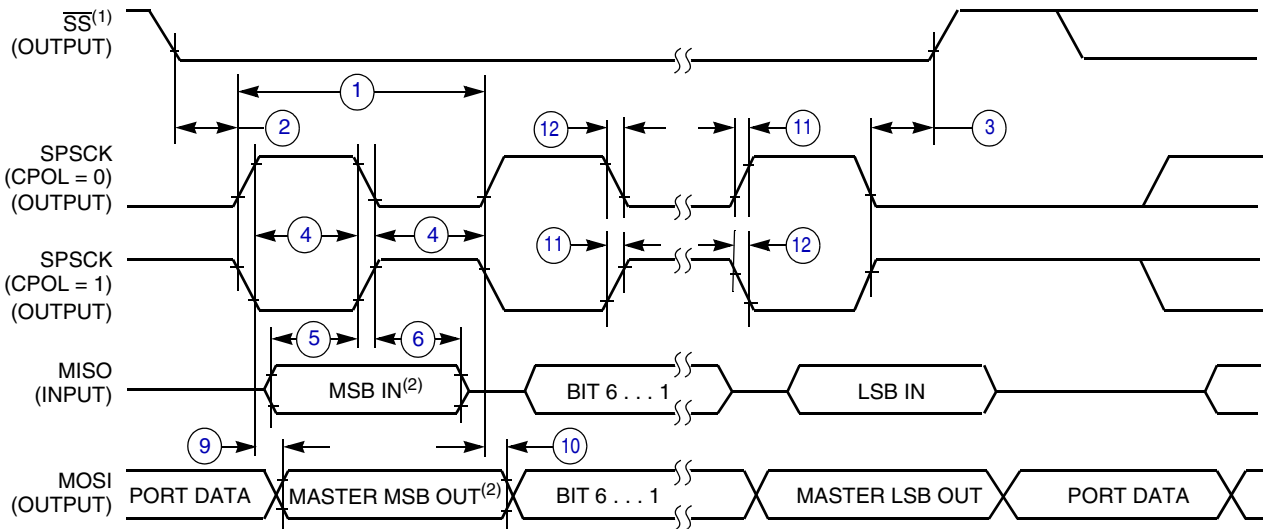 SS(1)
(OUTPUT)
1
2
12
11
3
SPSCK
(CPOL = 0)
(OUTPUT)
4
4
11
12
SPSCK
(CPOL = 1)
(OUTPUT)
5
6
MISO
(INPUT)
MSB IN(2)
BIT 6 . . . 1
LSB IN
9
10
MOSI
(OUTPUT)
PORT DATA
MASTER MSB OUT(2)
BIT 6 . . . 1
MASTER LSB OUT
PORT DATA